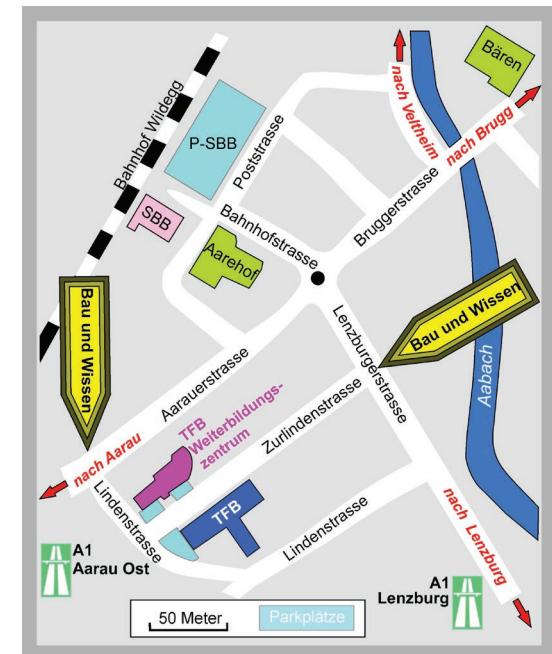 Bären
nach Veltheim
nach Brugg
Bahnhof Wildegg
P-SBB
Poststrasse
SBB
Bahnhofstrasse
Bruggerstrasse
Aarehof
Bau und Wissen
Bau und Wissen
Aabach
Lenzburgerstrasse
Aarauerstrasse
TFB
Weiterbildungs-
zentrum
Zurlindenstrasse
nach Aarau
Lindenstrasse
TFB
Lindenstrasse
nach Lenzburg
A1
Aarau Ost
A1
Lenzburg
50 Meter
Parkplätze